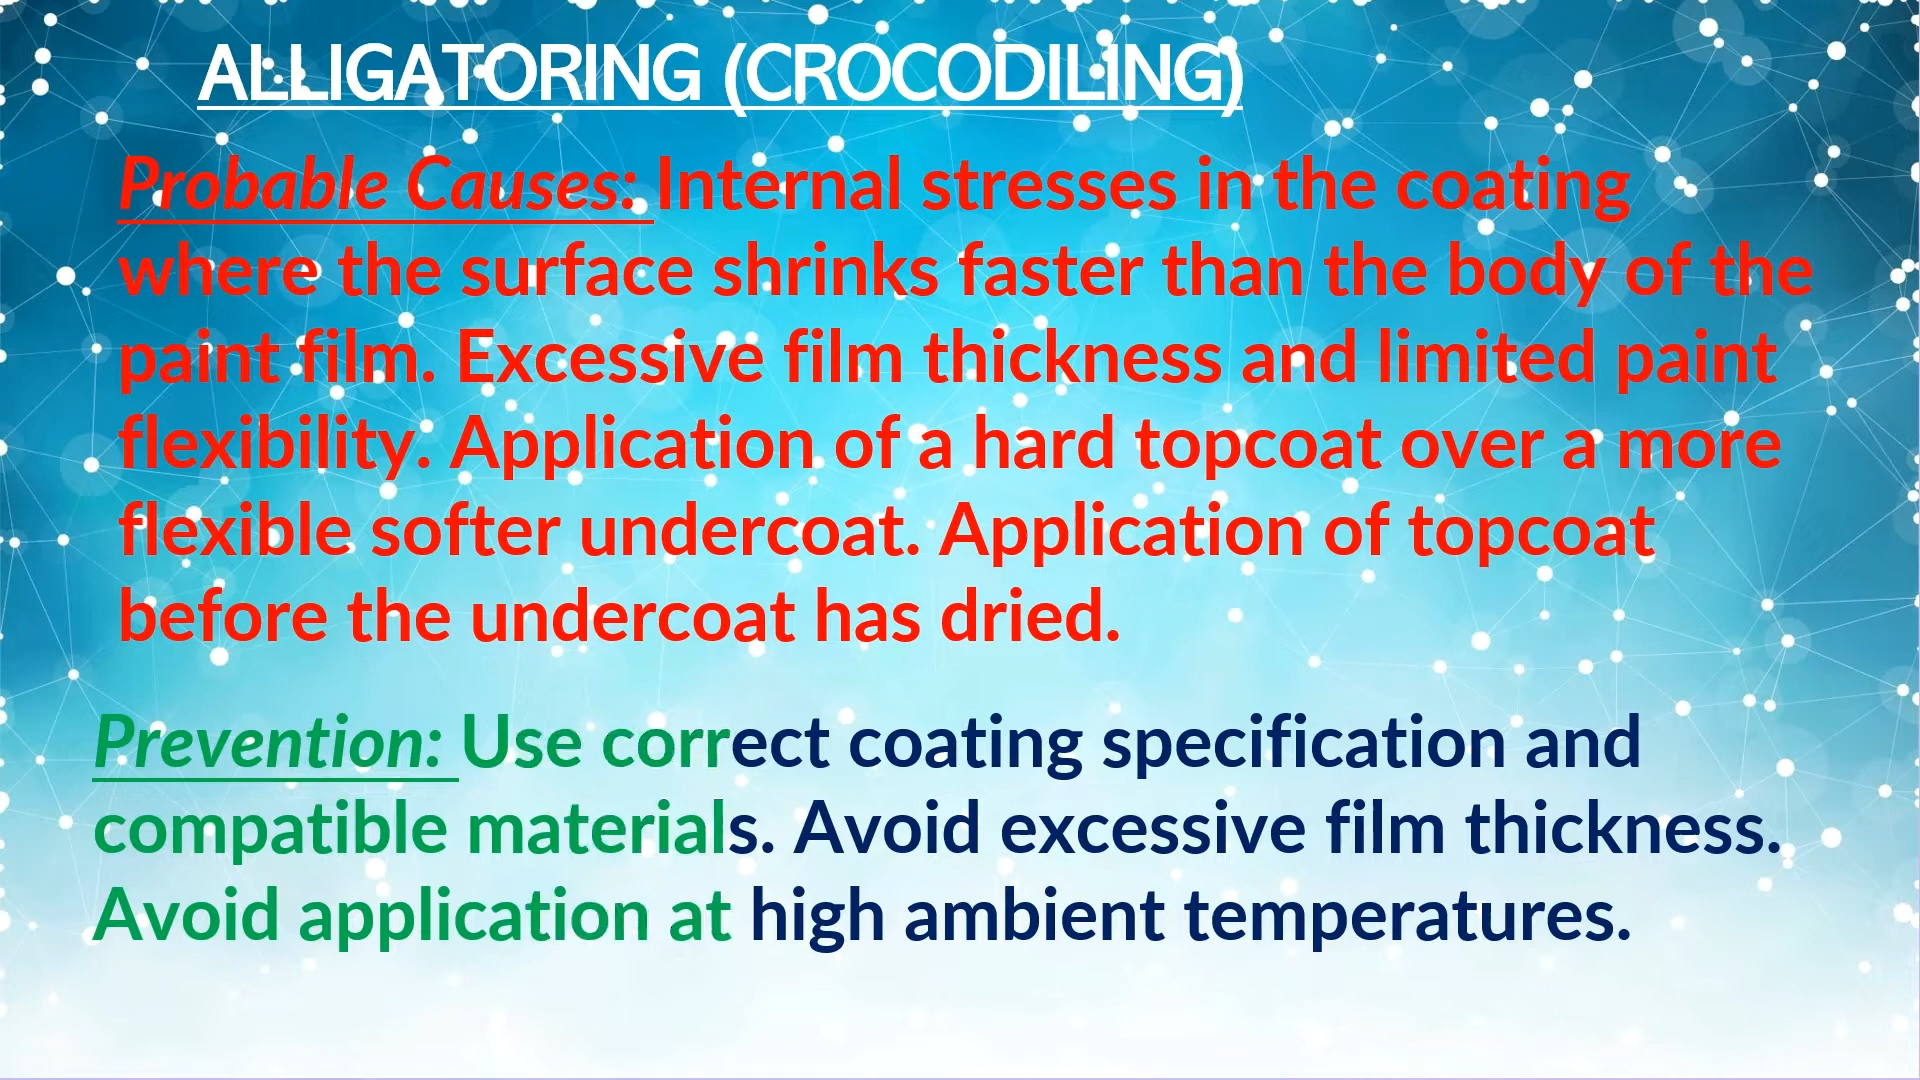 ALLIGATORING (CROCODILING)
Probable Causes: Internal stresses in the coating
where the surface shrinks faster than the body of the
paint film. Excessive film thickness and limited paint
flexibility. Application of a hard topcoat over a more
flexible softer undercoat. Application of topcoat
before the undercoat has dried.
Prevention: Use correct coating specification and
compatible materials. Avoid excessive film thickness.
Avoid application at high ambient temperatures.